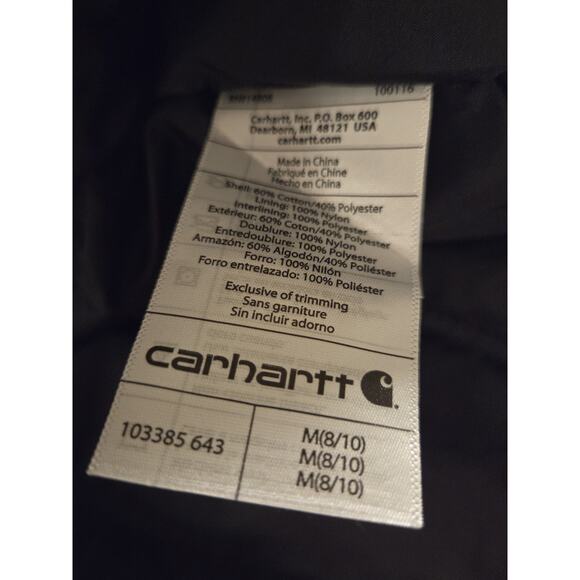 100116
Carhartt, Inc. P.O. Box 600
Dearborn, MI 48121 USA
carhartt.com
Made in China
Fabriqué en Chine
Hecho en China
Shell: 60% Cotton/40% Polyester
Lining: 100% Nylon
Interlining: 100% Polyester
Extérieur: 60% Coton/40% Polyester
Doublure: 100% Nylon
Entredoublure: 100% Polyester
Armazón: 60% Algodón/40% Poliéster
Forro: 100% Nilón
Forro entrelazado: 100% Poliéster
Exclusive of trimming
Sans garniture
Sin incluir adorno
carhartt
103385 643
M(8/10)
M(8/10)
M(8/10)